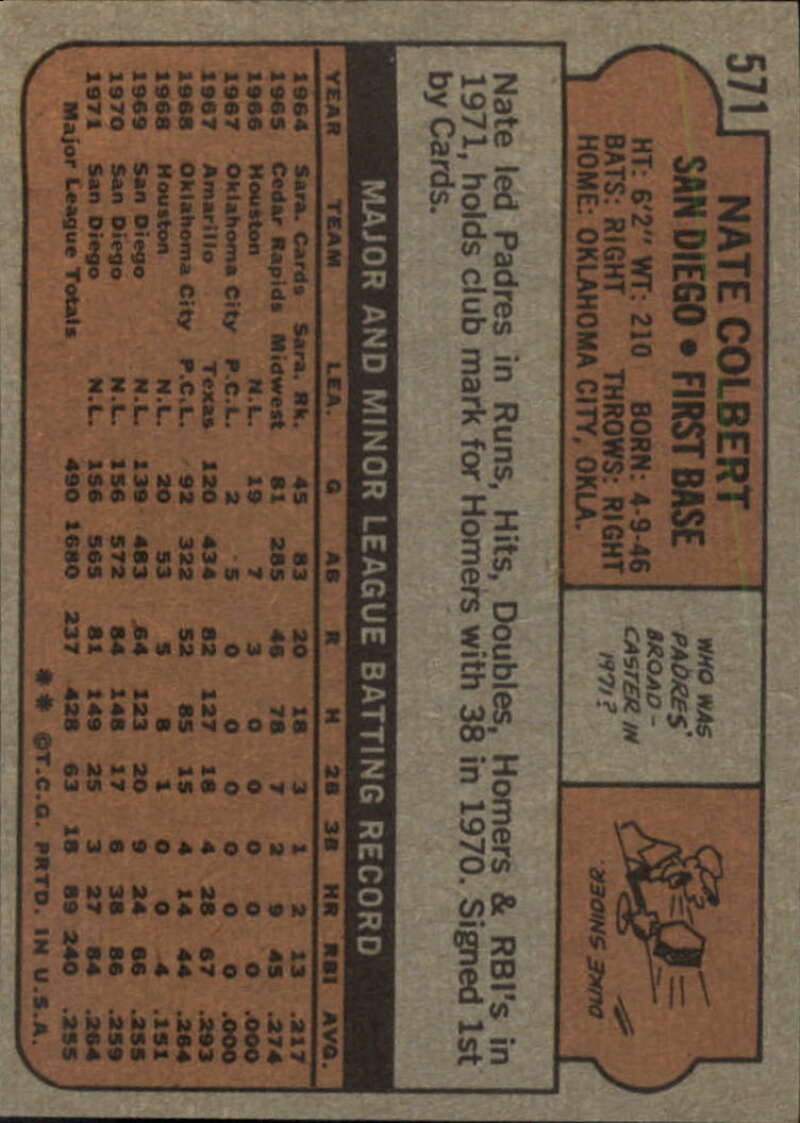 571
NATE COLBERT
SAN DIEGO • FIRST BASE
HT: 6'2" WT: 210 BORN: 4-9-46
BATS: RIGHT THROWS: RIGHT
HOME: OKLAHOMA CITY, OKLA.
WHO WAS
PADRES'
BROAD-
CASTER IN
1971?
DUKE SNIDER.
Nate led Padres in Runs, Hits, Doubles, Homers & RBI's in
1971, holds club mark for Homers with 38 in 1970. Signed 1st
by Cards.
MAJOR AND MINOR LEAGUE BATTING RECORD
YEAR TEAM LEA. G AB R H 2B 3B HR RBI AVG.
1964 Sara. Cards Sara. Rk. 45 83 20 18 3 1 2 13 .217
1965 Cedar Rapids Midwest 81 285 46 78 7 2 9 45 .274
1966 Houston N.L. 19 7 3 0 0 0 0 0 .000
1967 Oklahoma City P.C.L. 2 5 0 0 0 0 0 0 .000
1967 Amarillo Texas 120 434 82 127 18 4 28 67 .293
1968 Oklahoma City P.C.L. 92 322 52 85 15 4 14 44 .264
1968 Houston N.L. 20 53 5 8 1 0 0 4 .151
1969 San Diego N.L. 139 483 64 123 20 9 24 66 .255
1970 San Diego N.L. 156 572 84 148 17 6 38 86 .259
1971 San Diego N.L. 156 565 81 149 25 3 27 84 .264
Major League Totals 490 1680 237 428 63 18 89 240 .255
** ©T.C.G. PRTD. IN U.S.A.